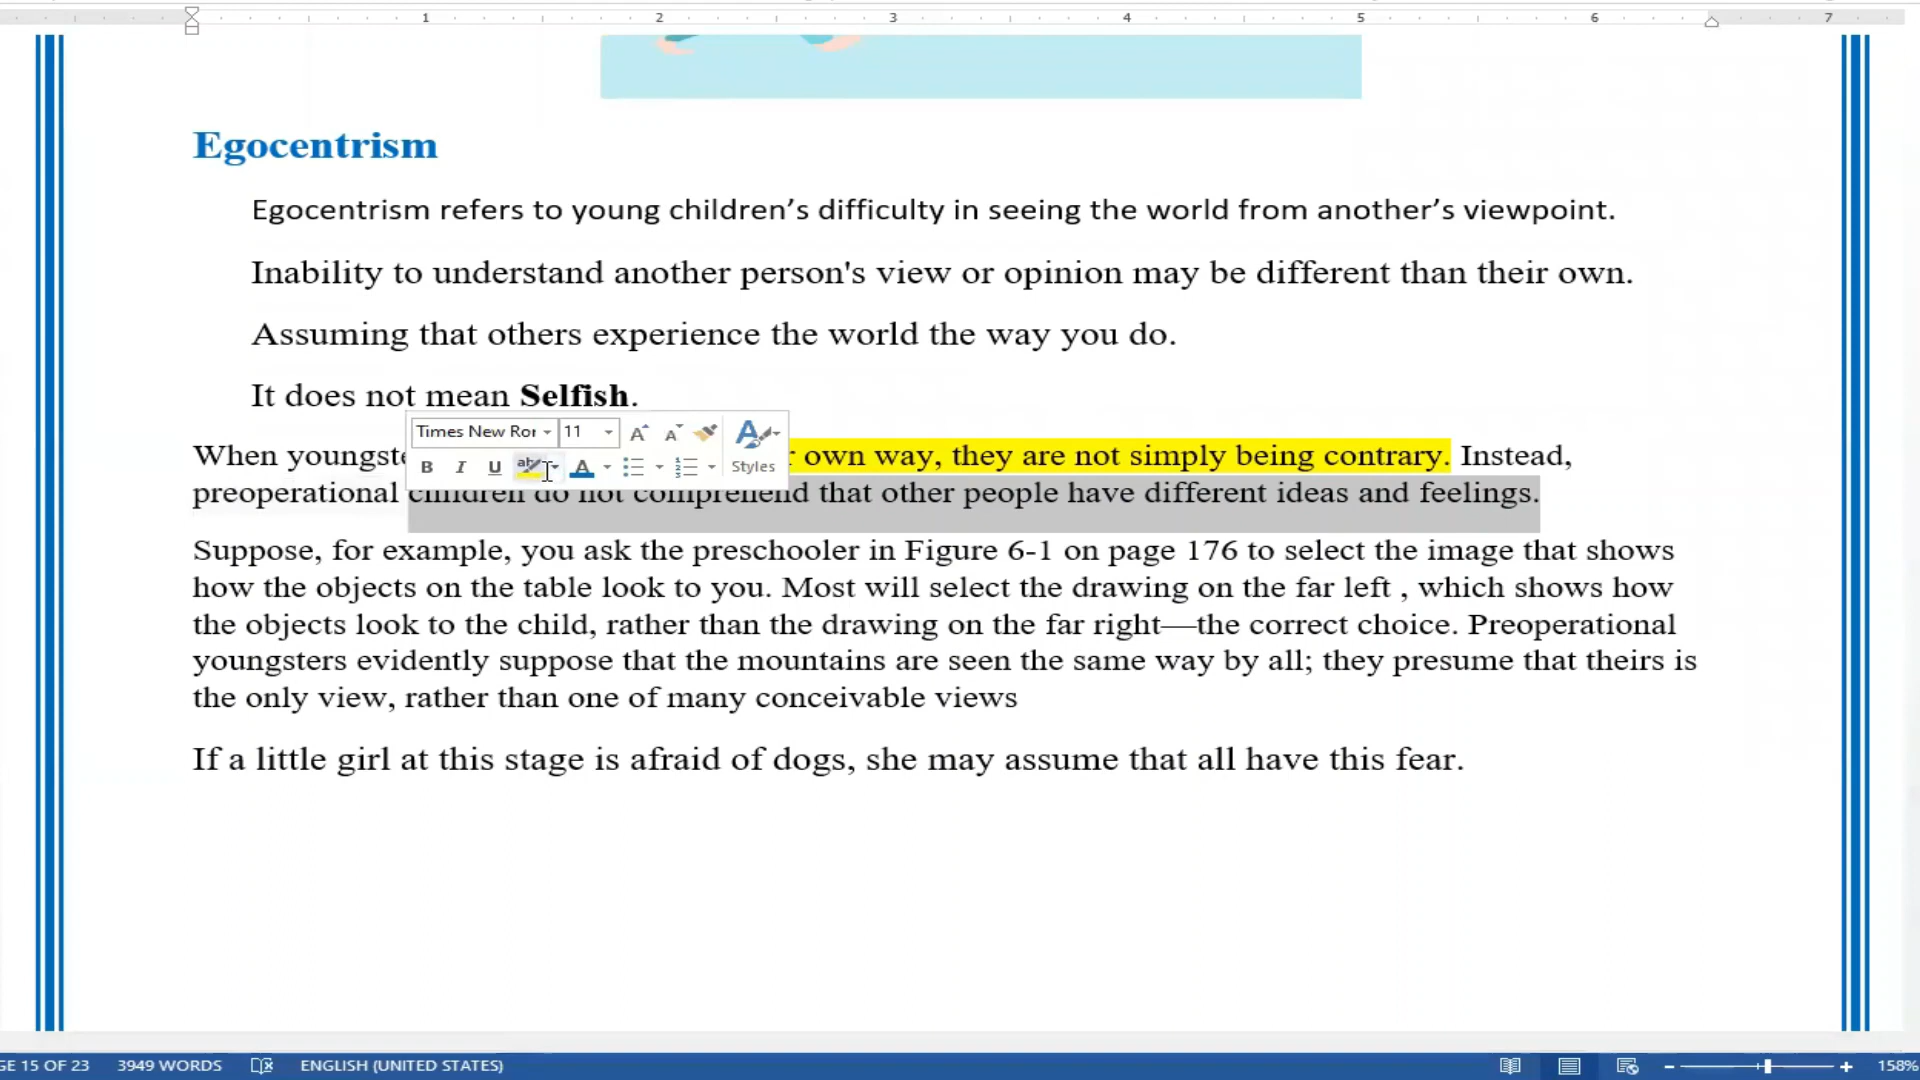 1 2 3 4 5 6 7
Egocentrism
Egocentrism refers to young children’s difficulty in seeing the world from another’s viewpoint.
Inability to understand another person's view or opinion may be different than their own.
Assuming that others experience the world the way you do.
It does not mean Selfish.
Times New Ror 11
When own way, they are not simply being contrary. Instead,
B I U ab A Styles
preoperational children do not comprehend that other people have different ideas and feelings.
Suppose, for example, you ask the preschooler in Figure 6-1 on page 176 to select the image that shows
how the objects on the table look to you. Most will select the drawing on the far left , which shows how
the objects look to the child, rather than the drawing on the far right—the correct choice. Preoperational
youngsters evidently suppose that the mountains are seen the same way by all; they presume that theirs is
the only view, rather than one of many conceivable views
If a little girl at this stage is afraid of dogs, she may assume that all have this fear.
GE 15 OF 23 3949 WORDS ENGLISH (UNITED STATES) 158%